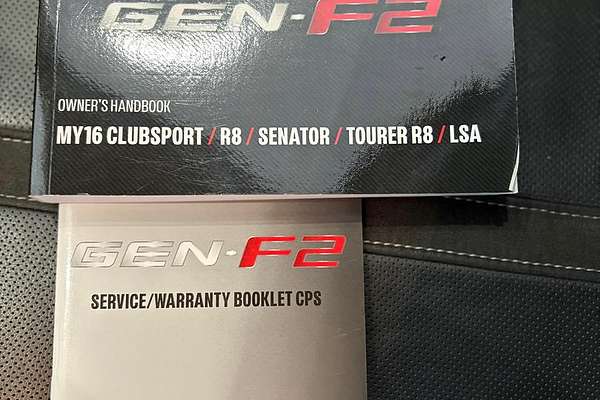 GEN-F2
OWNER'S HANDBOOK
MY16 CLUBSPORT / R8 / SENATOR / TOURER R8 / LSA
GEN-F2
SERVICE/WARRANTY BOOKLET CPS